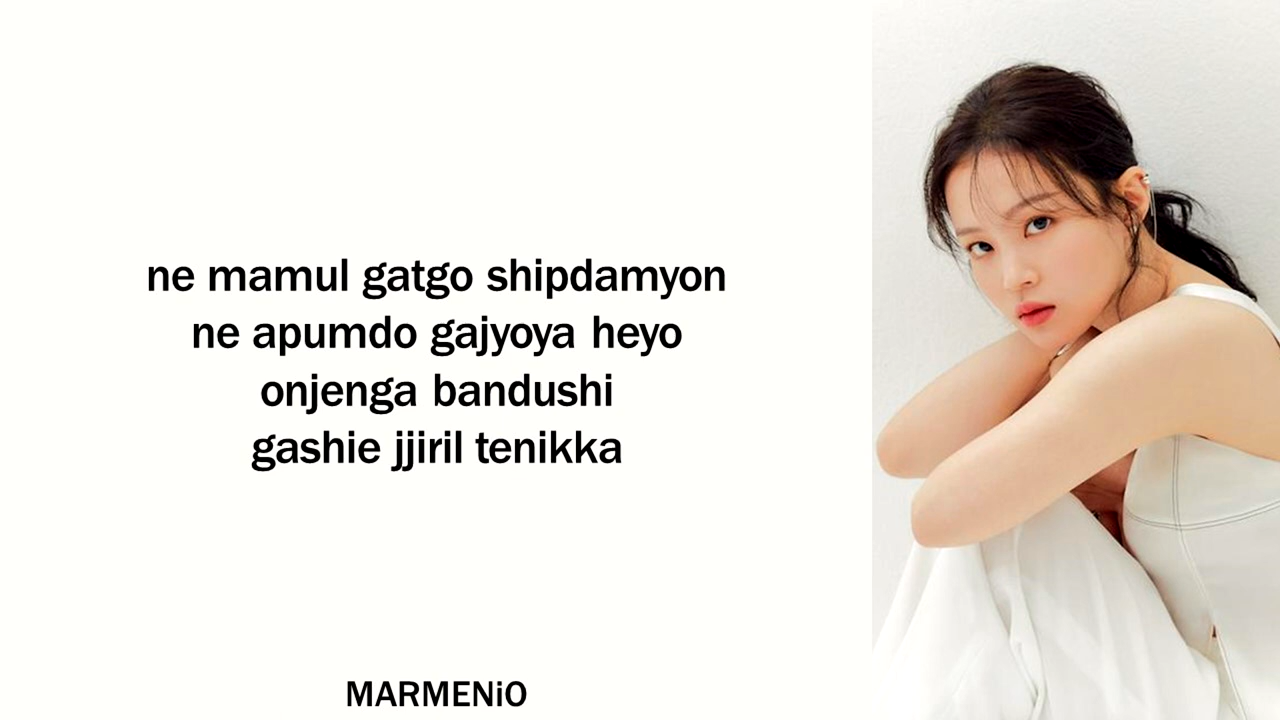 ne mamul gatgo shipdamyon
ne apumdo gajyoya heyo
onjenga bandushi
gashie jjiril tenikka
MARMENiO